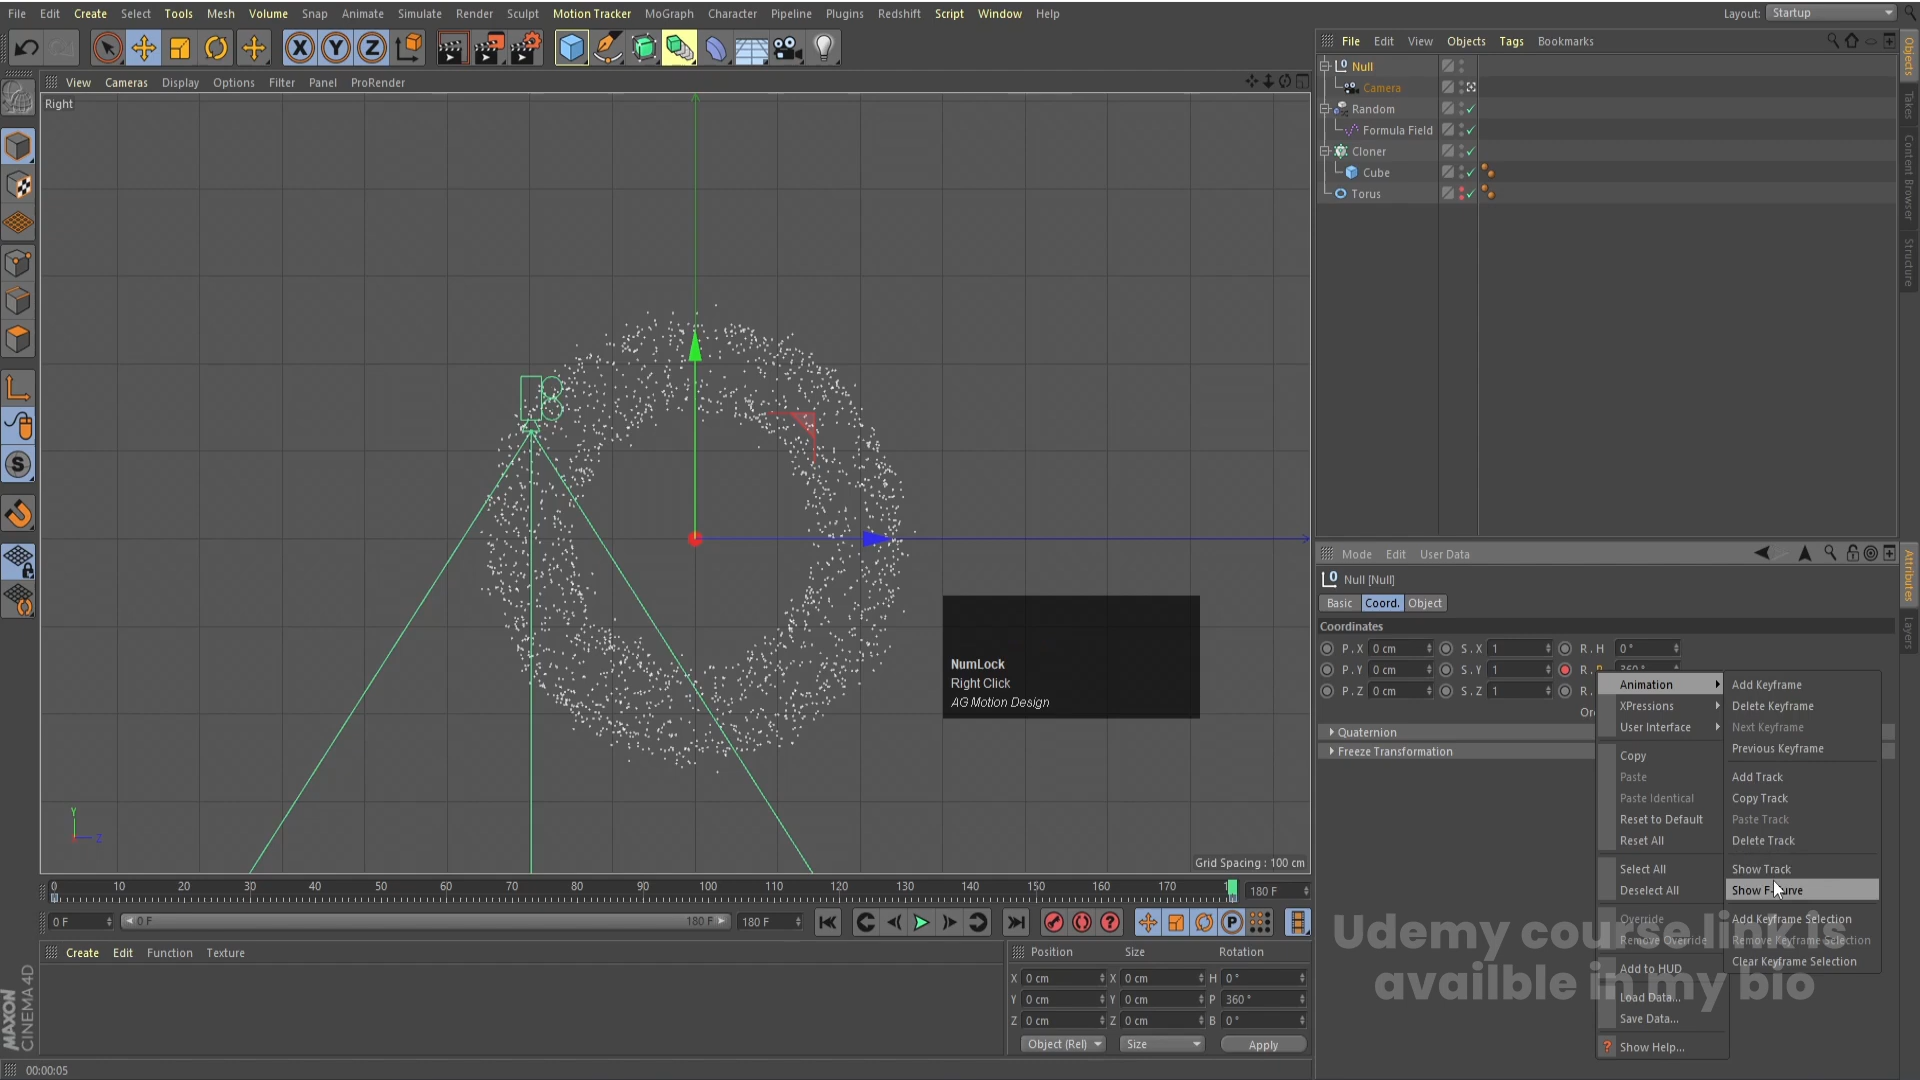 File Edit Create Select Tools Mesh Volume Snap Animate Simulate Render Sculpt Motion Tracker MoGraph Character Pipeline Plugins Redshift Script Window Help
Layout: Startup
View Cameras Display Options Filter Panel ProRender
Right
File Edit View Objects Tags Bookmarks
Null
Camera
Random
Formula Field
Cloner
Cube
Torus
Objects
Takes
Content Browser
Structure
Mode Edit User Data
Null [Null]
Basic Coord. Object
Coordinates
P . X 0 cm S . X 1 R . H 0 °
P . Y 0 cm S . Y 1 R . P 360 °
P . Z 0 cm S . Z 1 R .
Quaternion
Freeze Transformation
Attributes
Layers
Animation
XPressions
User Interface
Copy
Paste
Paste Identical
Reset to Default
Reset All
Select All
Deselect All
Override
Remove Override
Add to HUD
Load Data...
Save Data...
Show Help...
Add Keyframe
Delete Keyframe
Next Keyframe
Previous Keyframe
Add Track
Copy Track
Paste Track
Delete Track
Show Track
Show F-Curve
Add Keyframe Selection
Remove Keyframe Selection
Clear Keyframe Selection
NumLock
Right Click
AG Motion Design
Y
Z
Grid Spacing : 100 cm
0 10 20 30 40 50 60 70 80 90 100 110 120 130 140 150 160 170 180 F
0 F 0 F 180 F 180 F
Create Edit Function Texture
Position Size Rotation
X 0 cm X 0 cm H 0 °
Y 0 cm Y 0 cm P 360 °
Z 0 cm Z 0 cm B 0 °
Object (Rel) Size Apply
MAXON
CINEMA 4D
00:00:05
Udemy course link is
availble in my bio